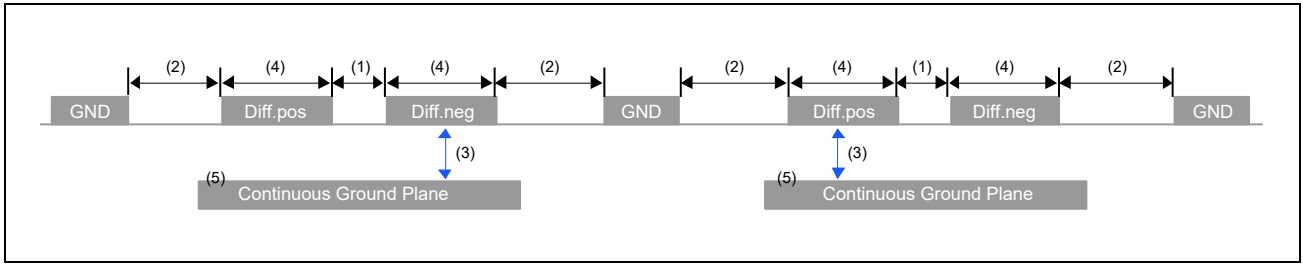 (2) (4) (1) (4) (2) (2) (4) (1) (4) (2)
GND Diff.pos Diff.neg GND Diff.pos Diff.neg GND
(3) (3)
(5) (5)
Continuous Ground Plane Continuous Ground Plane